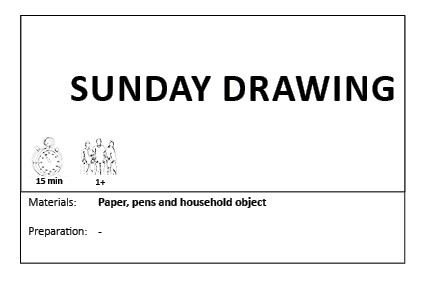 SUNDAY DRAWING
15 min 1+
Materials: Paper, pens and household object
Preparation: -